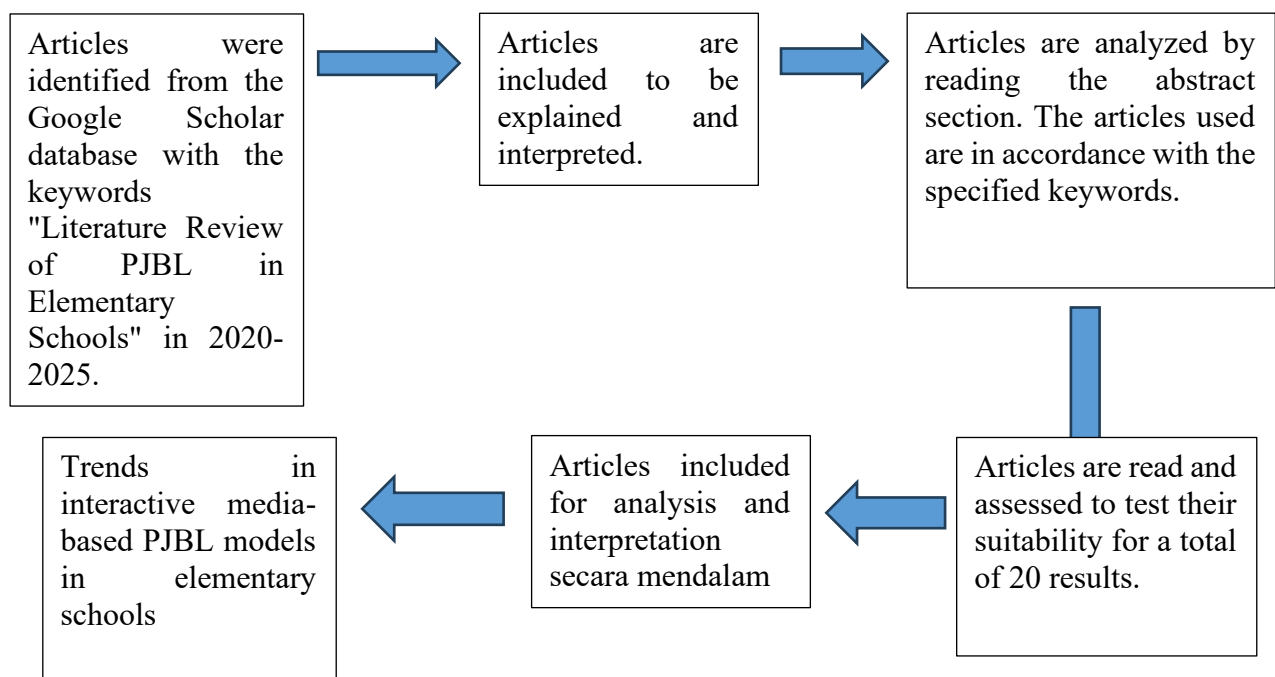 Articles were
identified from the
Google Scholar
database with the
keywords
"Literature Review
of PJBL in
Elementary
Schools" in 2020-
2025.
Articles are
included to be
explained and
interpreted.
Articles are analyzed by
reading the abstract
section. The articles used
are in accordance with the
specified keywords.
Articles are read and
assessed to test their
suitability for a total
of 20 results.
Articles included
for analysis and
interpretation
secara mendalam
Trends in
interactive media-
based PJBL models
in elementary
schools